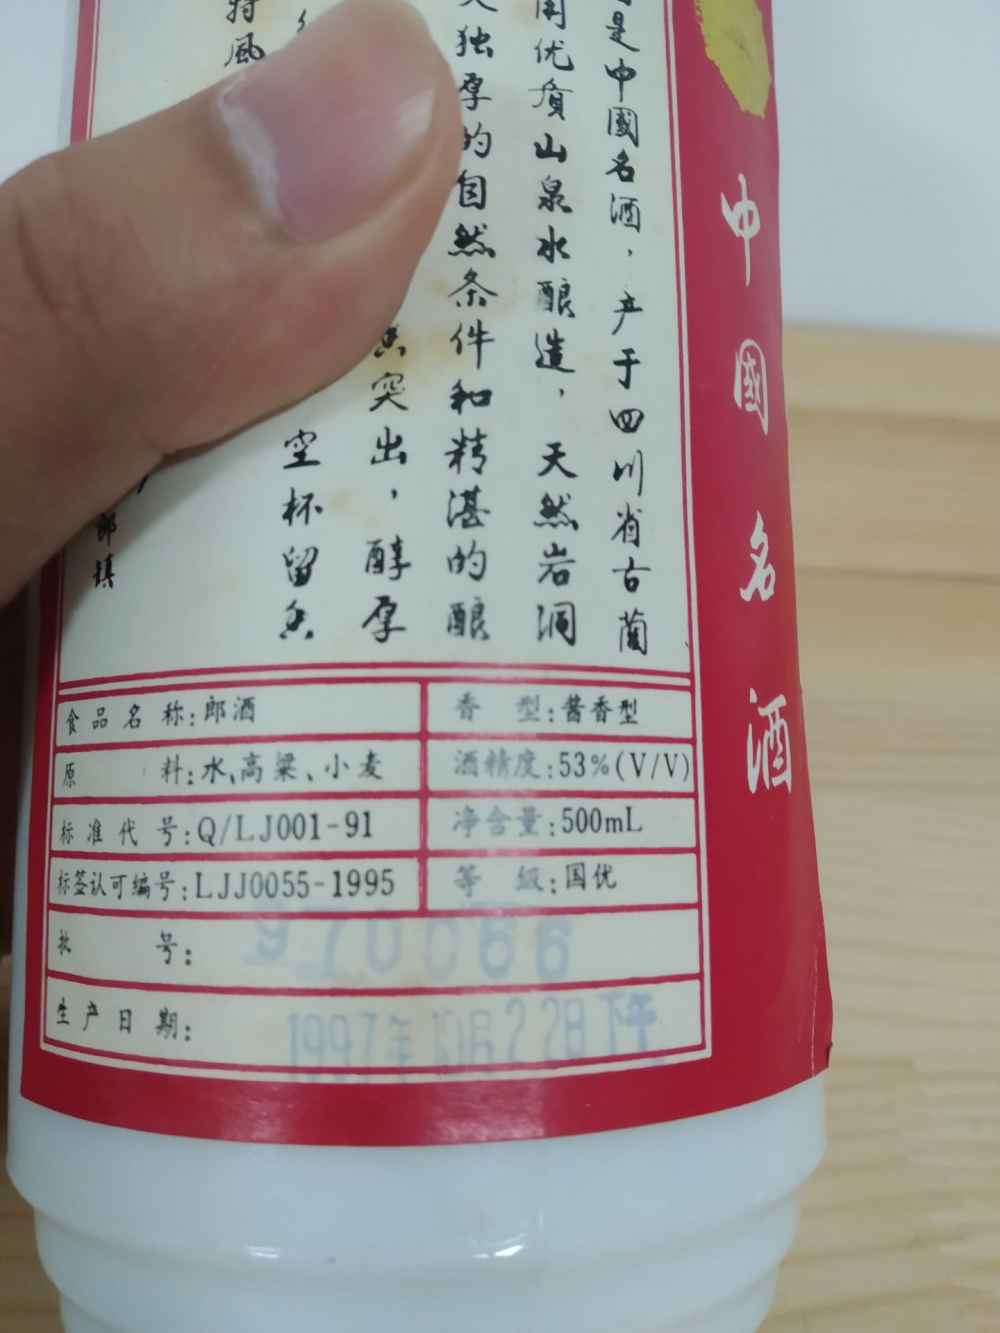 是中國名酒，产于四川省古蔺
用优质山泉水酿造，天然岩洞
独厚的自然条件和精湛的酿
突出，醇厚
空杯留香
特風
郎镇
中國名酒
食品名称：郎酒
香型：酱香型
原料：水、高粱、小麦
酒精度：53%(V/V)
标准代号：Q/LJ001-91
净含量：500mL
标签认可编号：LJJ0055-1995
等级：国优
批号：970666
生产日期：1997年10月22日下午